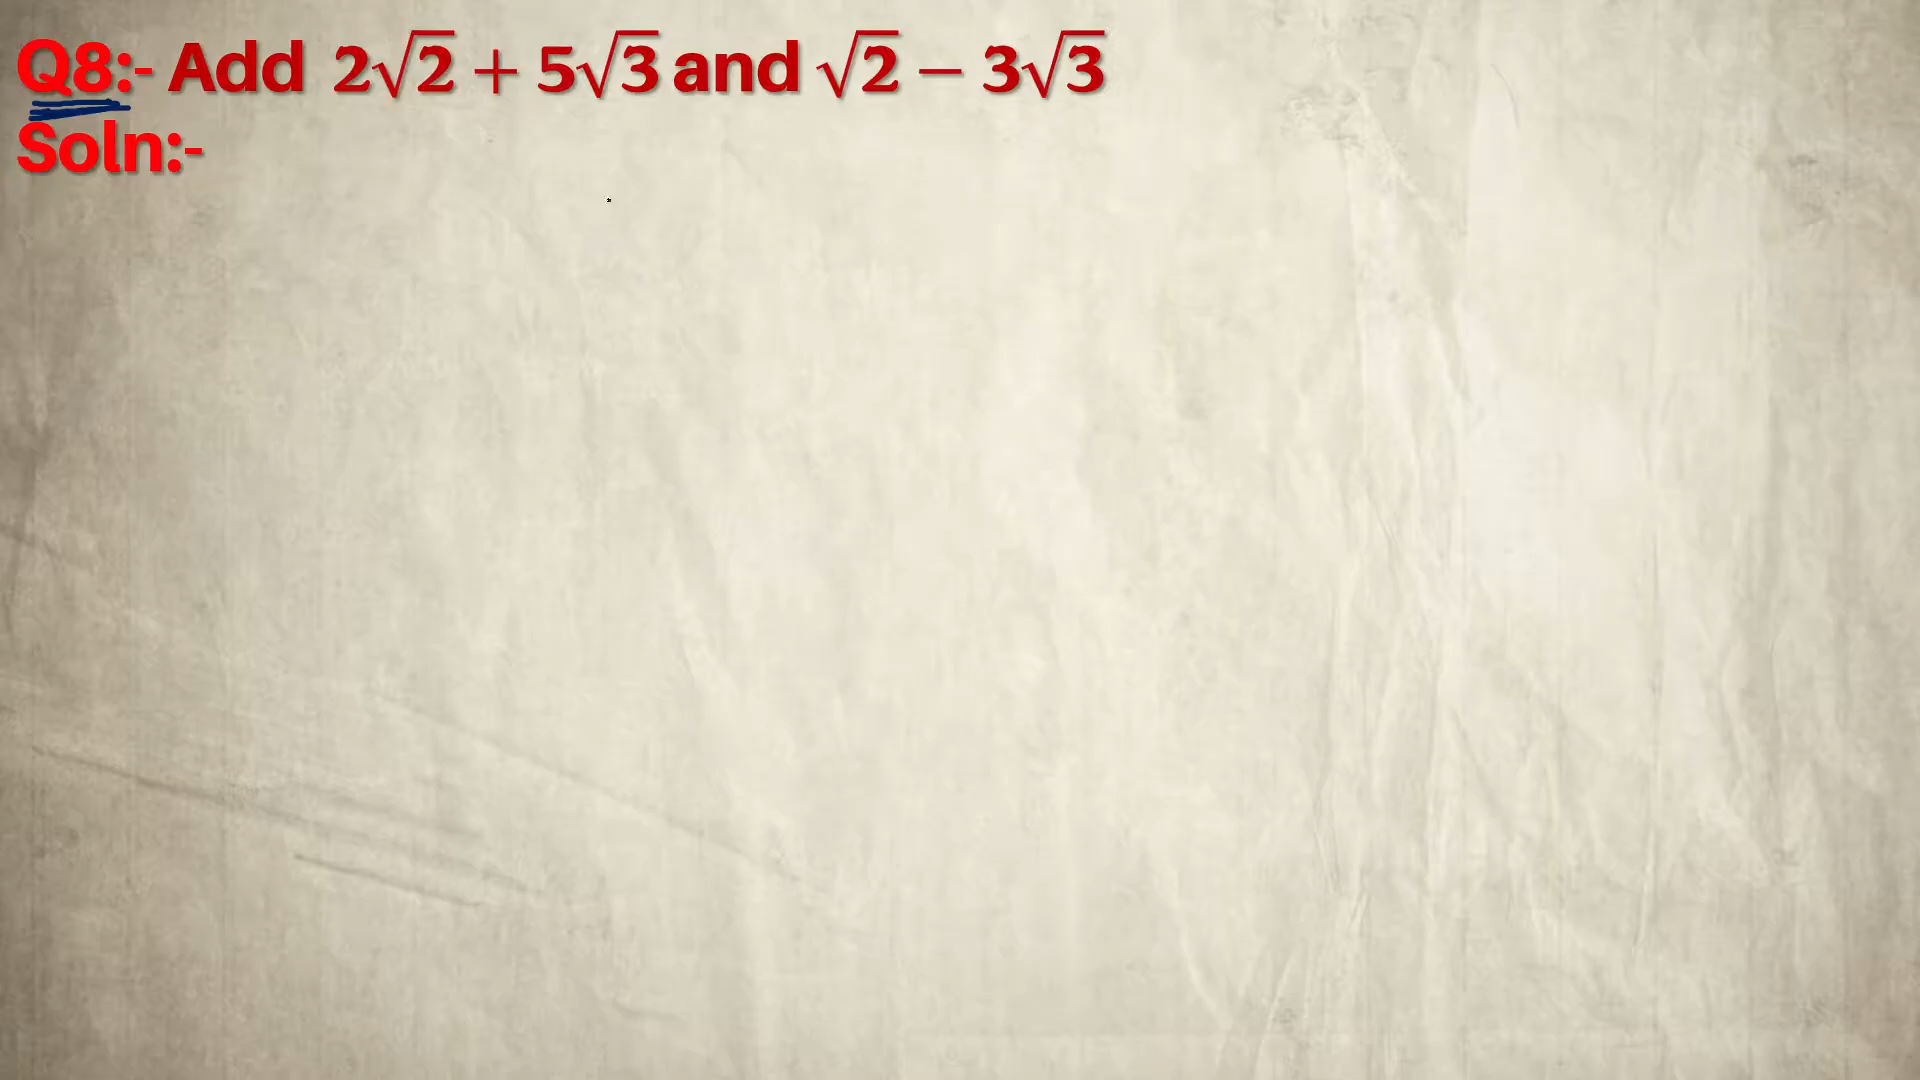 Q8:- Add 2√2 + 5√3 and √2 − 3√3
Soln:-